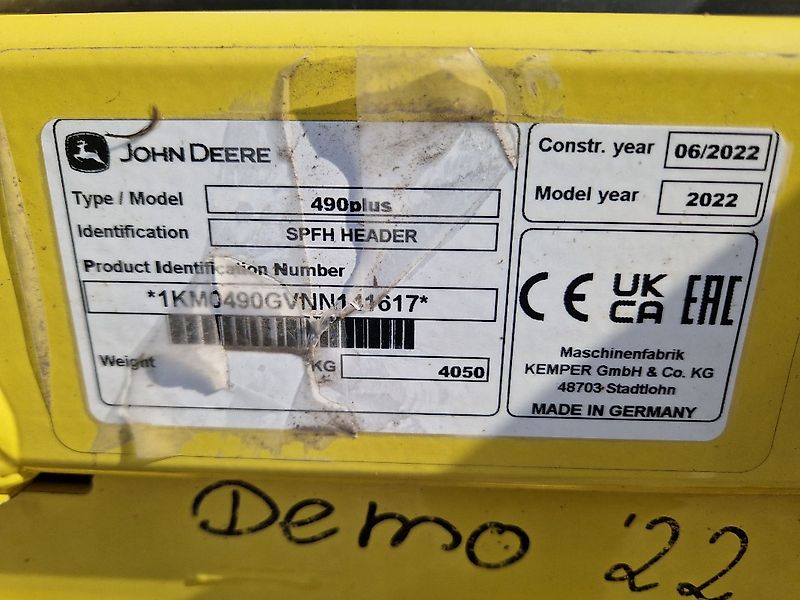 JOHN DEERE
Type / Model 490plus
Identification SPFH HEADER
Product Identification Number
Weight KG 4050
Constr. year 06/2022
Model year 2022
CE UK CA EAC
Maschinenfabrik
KEMPER GmbH & Co. KG
48703 Stadtlohn
MADE IN GERMANY
Demo '22